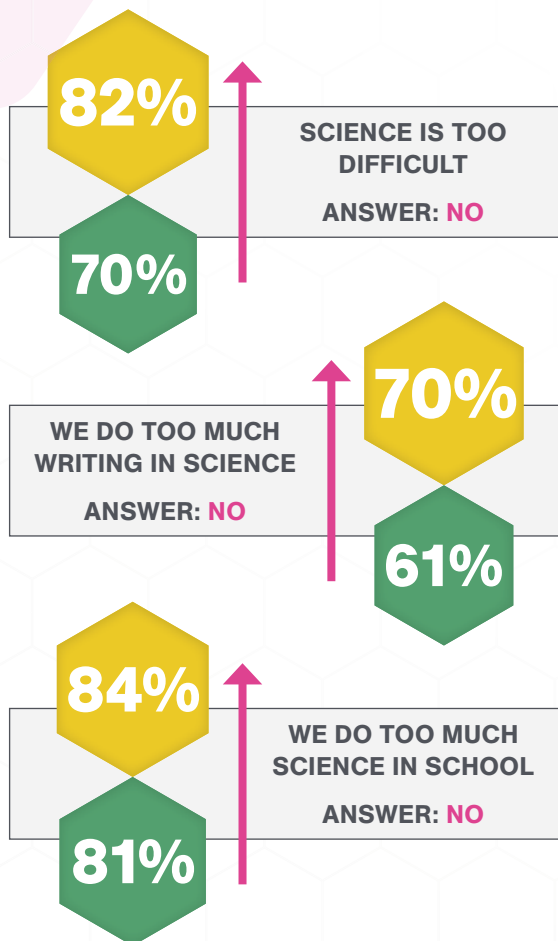 82%
70%
SCIENCE IS TOO
DIFFICULT
ANSWER: NO
WE DO TOO MUCH
WRITING IN SCIENCE
ANSWER: NO
70%
61%
84%
81%
WE DO TOO MUCH
SCIENCE IN SCHOOL
ANSWER: NO